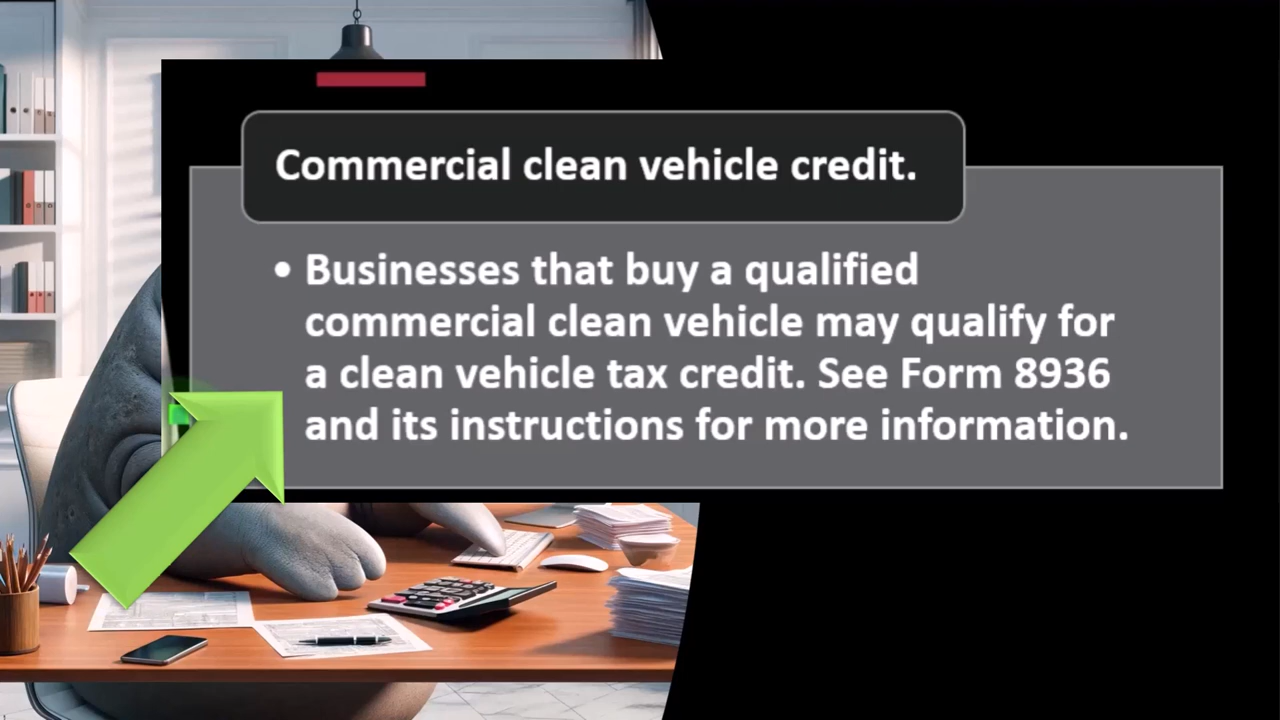 Commercial clean vehicle credit.
• Businesses that buy a qualified
commercial clean vehicle may qualify for
a clean vehicle tax credit. See Form 8936
and its instructions for more information.